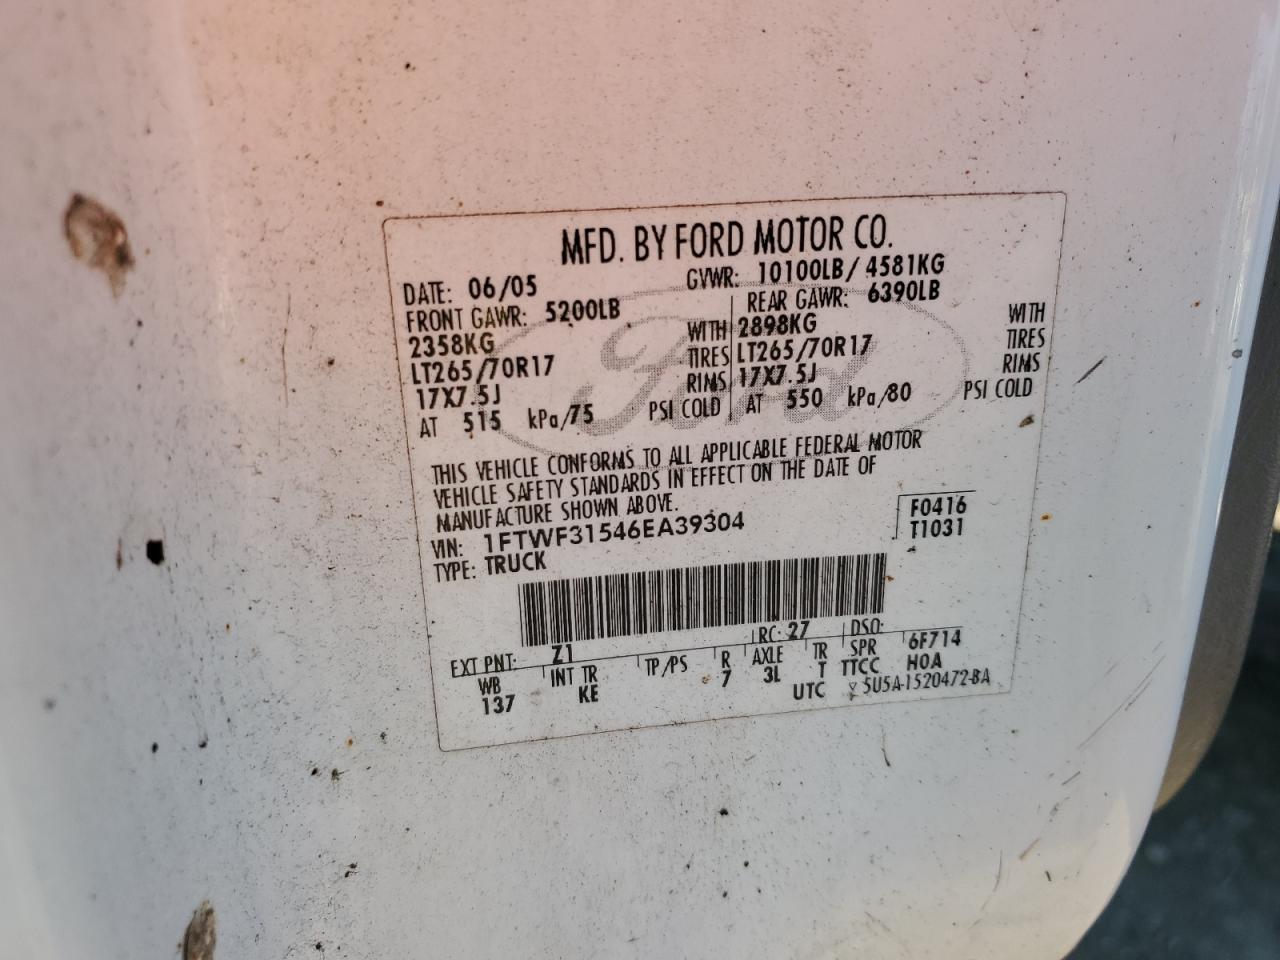 MFD. BY FORD MOTOR CO.
DATE: 06/05 GVWR: 10100LB/ 4581KG
FRONT GAWR: 5200LB REAR GAWR: 6390LB
2358KG WITH 2898KG WITH
LT265/70R17 TIRES LT265/70R17 TIRES
17X7.5J RIMS 17X7.5J RIMS
AT 515 kPa/75 PSI COLD AT 550 kPa/80 PSI COLD
Ford
THIS VEHICLE CONFORMS TO ALL APPLICABLE FEDERAL MOTOR
VEHICLE SAFETY STANDARDS IN EFFECT ON THE DATE OF
MANUFACTURE SHOWN ABOVE.
VIN: 1FTWF31546EA39304 F0416
TYPE: TRUCK T1031
EXT PNT: Z1 RC: 27 DSO:
WB INT TR TP/PS R AXLE TR SPR 6F714
137 KE 7 3L T TTCC H0A
UTC 5U5A-1520472-BA